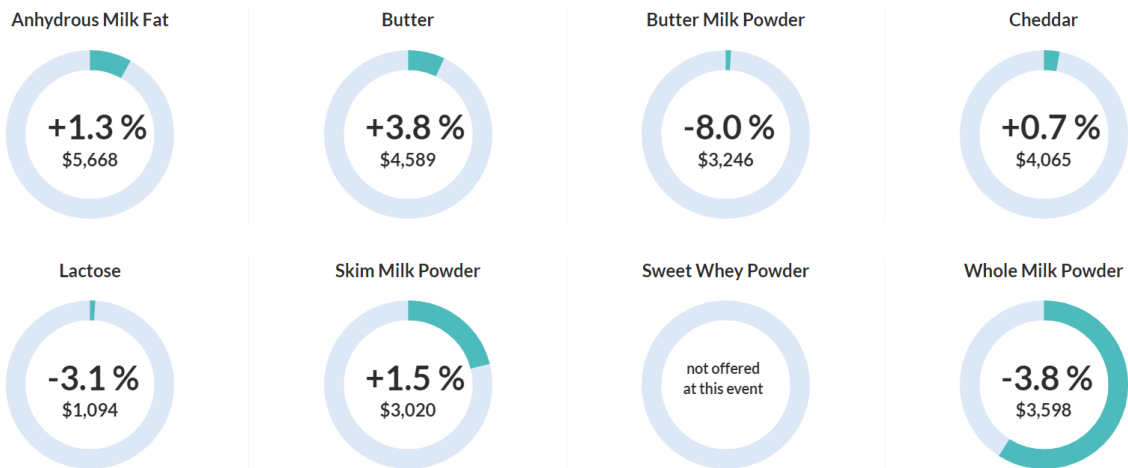 Anhydrous Milk Fat
+1.3 %
$5,668
Butter
+3.8 %
$4,589
Butter Milk Powder
-8.0 %
$3,246
Cheddar
+0.7 %
$4,065
Lactose
-3.1 %
$1,094
Skim Milk Powder
+1.5 %
$3,020
Sweet Whey Powder
not offered
at this event
Whole Milk Powder
-3.8 %
$3,598